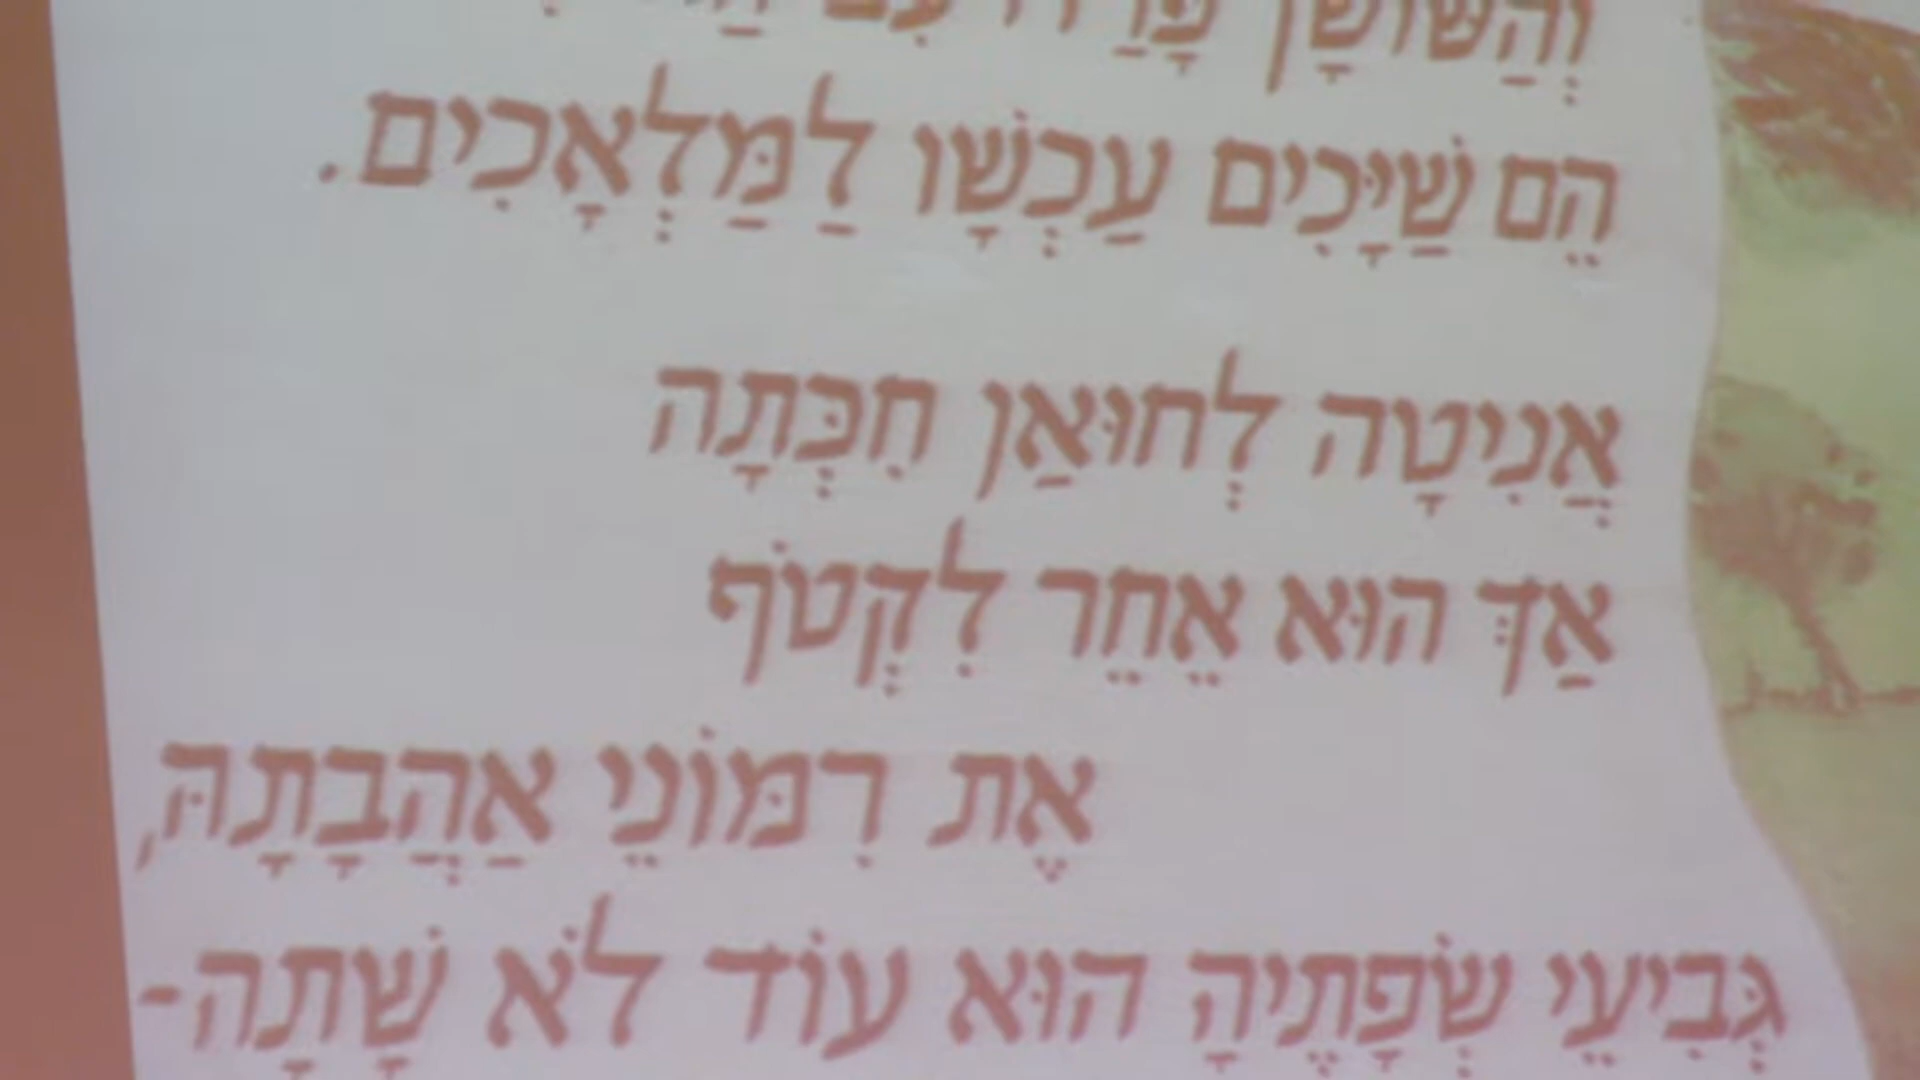 וְהַשּׁוֹשָׁן
הֵם שַׁיָּכִים עַכְשָׁו לַמַּלְאָכִים.
אֲנִיטָה לְחוּאַן חִכְּתָה
אַךְ הוּא אֵחֵר לִקְטֹף
אֶת רִמּוֹנֵי אַהֲבָתָהּ,
גְּבִיעֵי שְׂפָתֶיהָ הוּא עוֹד לֹא שָׁתָה-